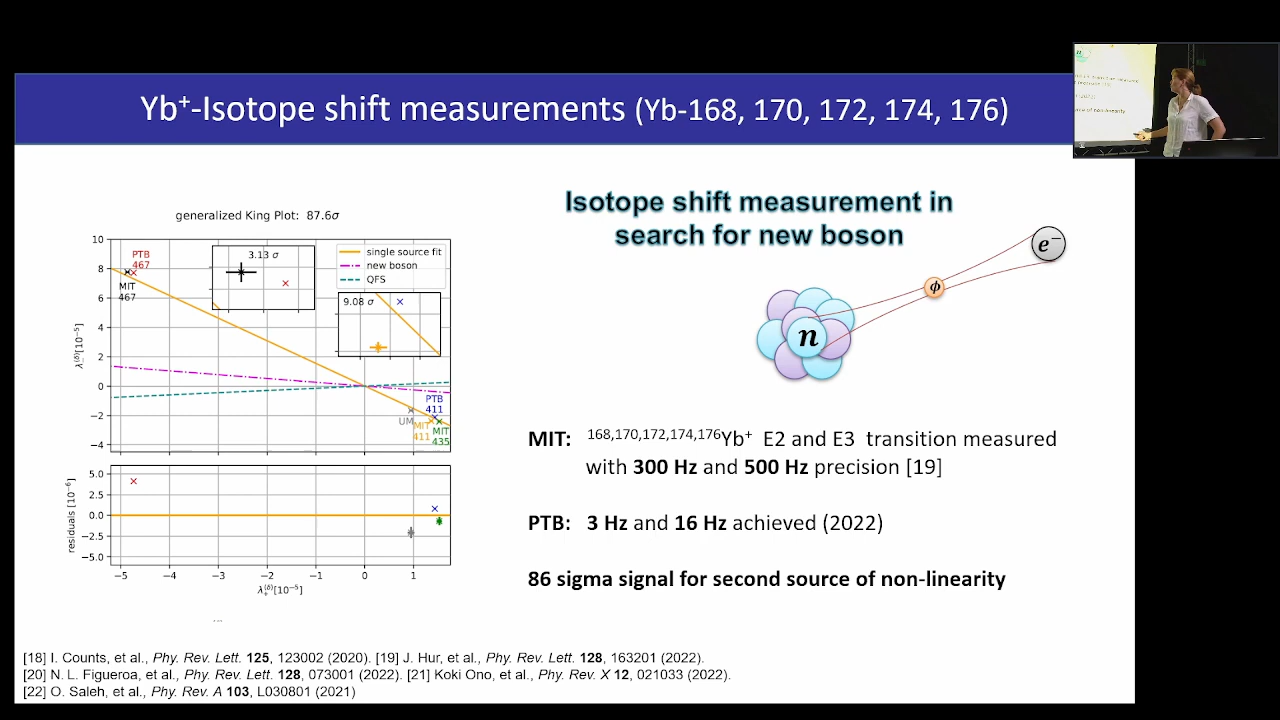 Yb⁺-Isotope shift measurements (Yb-168, 170, 172, 174, 176)
generalized King Plot: 87.6σ
Isotope shift measurement in
search for new boson
e⁻
ϕ
n
10
8
6
4
2
0
−2
−4
λ₋^(δ)[10⁻⁵]
PTB
467
MIT
467
3.13 σ
single source fit
new boson
QFS
9.08 σ
PTB
411
UM
MIT
411
MIT
435
5.0
2.5
0.0
−2.5
−5.0
residuals [10⁻⁶]
−5 −4 −3 −2 −1 0 1
λ₊^(δ)[10⁻⁵]
MIT: ¹⁶⁸,¹⁷⁰,¹⁷²,¹⁷⁴,¹⁷⁶Yb⁺ E2 and E3 transition measured
with 300 Hz and 500 Hz precision [19]
PTB: 3 Hz and 16 Hz achieved (2022)
86 sigma signal for second source of non-linearity
[18] I. Counts, et al., Phys. Rev. Lett. 125, 123002 (2020). [19] J. Hur, et al., Phys. Rev. Lett. 128, 163201 (2022).
[20] N. L. Figueroa, et al., Phys. Rev. Lett. 128, 073001 (2022). [21] Koki Ono, et al., Phys. Rev. X 12, 021033 (2022).
[22] O. Saleh, et al., Phys. Rev. A 103, L030801 (2021)